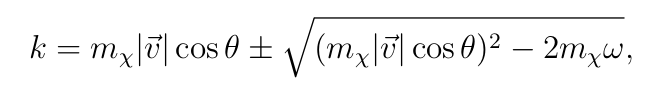 k = m_χ|v⃗| cos θ ± √((m_χ|v⃗| cos θ)² − 2m_χω),